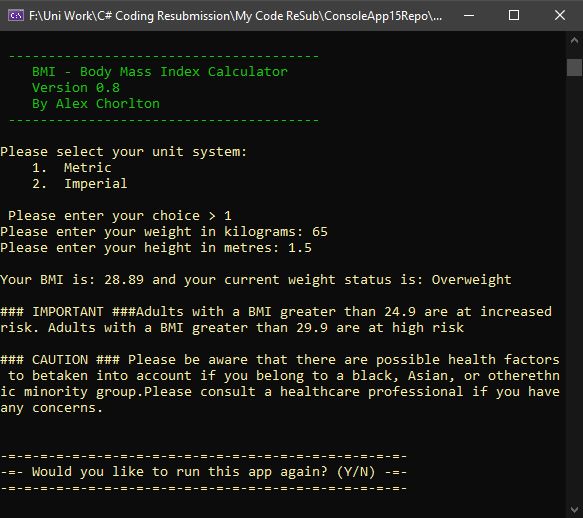 F:\Uni Work\C# Coding Resubmission\My Code ReSub\ConsoleApp15Repo\...
------------------------------------
BMI - Body Mass Index Calculator
Version 0.8
By Alex Chorlton
------------------------------------
Please select your unit system:
1.  Metric
2.  Imperial
Please enter your choice > 1
Please enter your weight in kilograms: 65
Please enter your height in metres: 1.5
Your BMI is: 28.89 and your current weight status is: Overweight
### IMPORTANT ###Adults with a BMI greater than 24.9 are at increased
risk. Adults with a BMI greater than 29.9 are at high risk
### CAUTION ### Please be aware that there are possible health factors
to betaken into account if you belong to a black, Asian, or otherethn
ic minority group.Please consult a healthcare professional if you have
any concerns.
-=-=-=-=-=-=-=-=-=-=-=-=-=-=-=-=-=-=-=-=-=-=-=-=-=-
-=- Would you like to run this app again? (Y/N) -=-
-=-=-=-=-=-=-=-=-=-=-=-=-=-=-=-=-=-=-=-=-=-=-=-=-=-